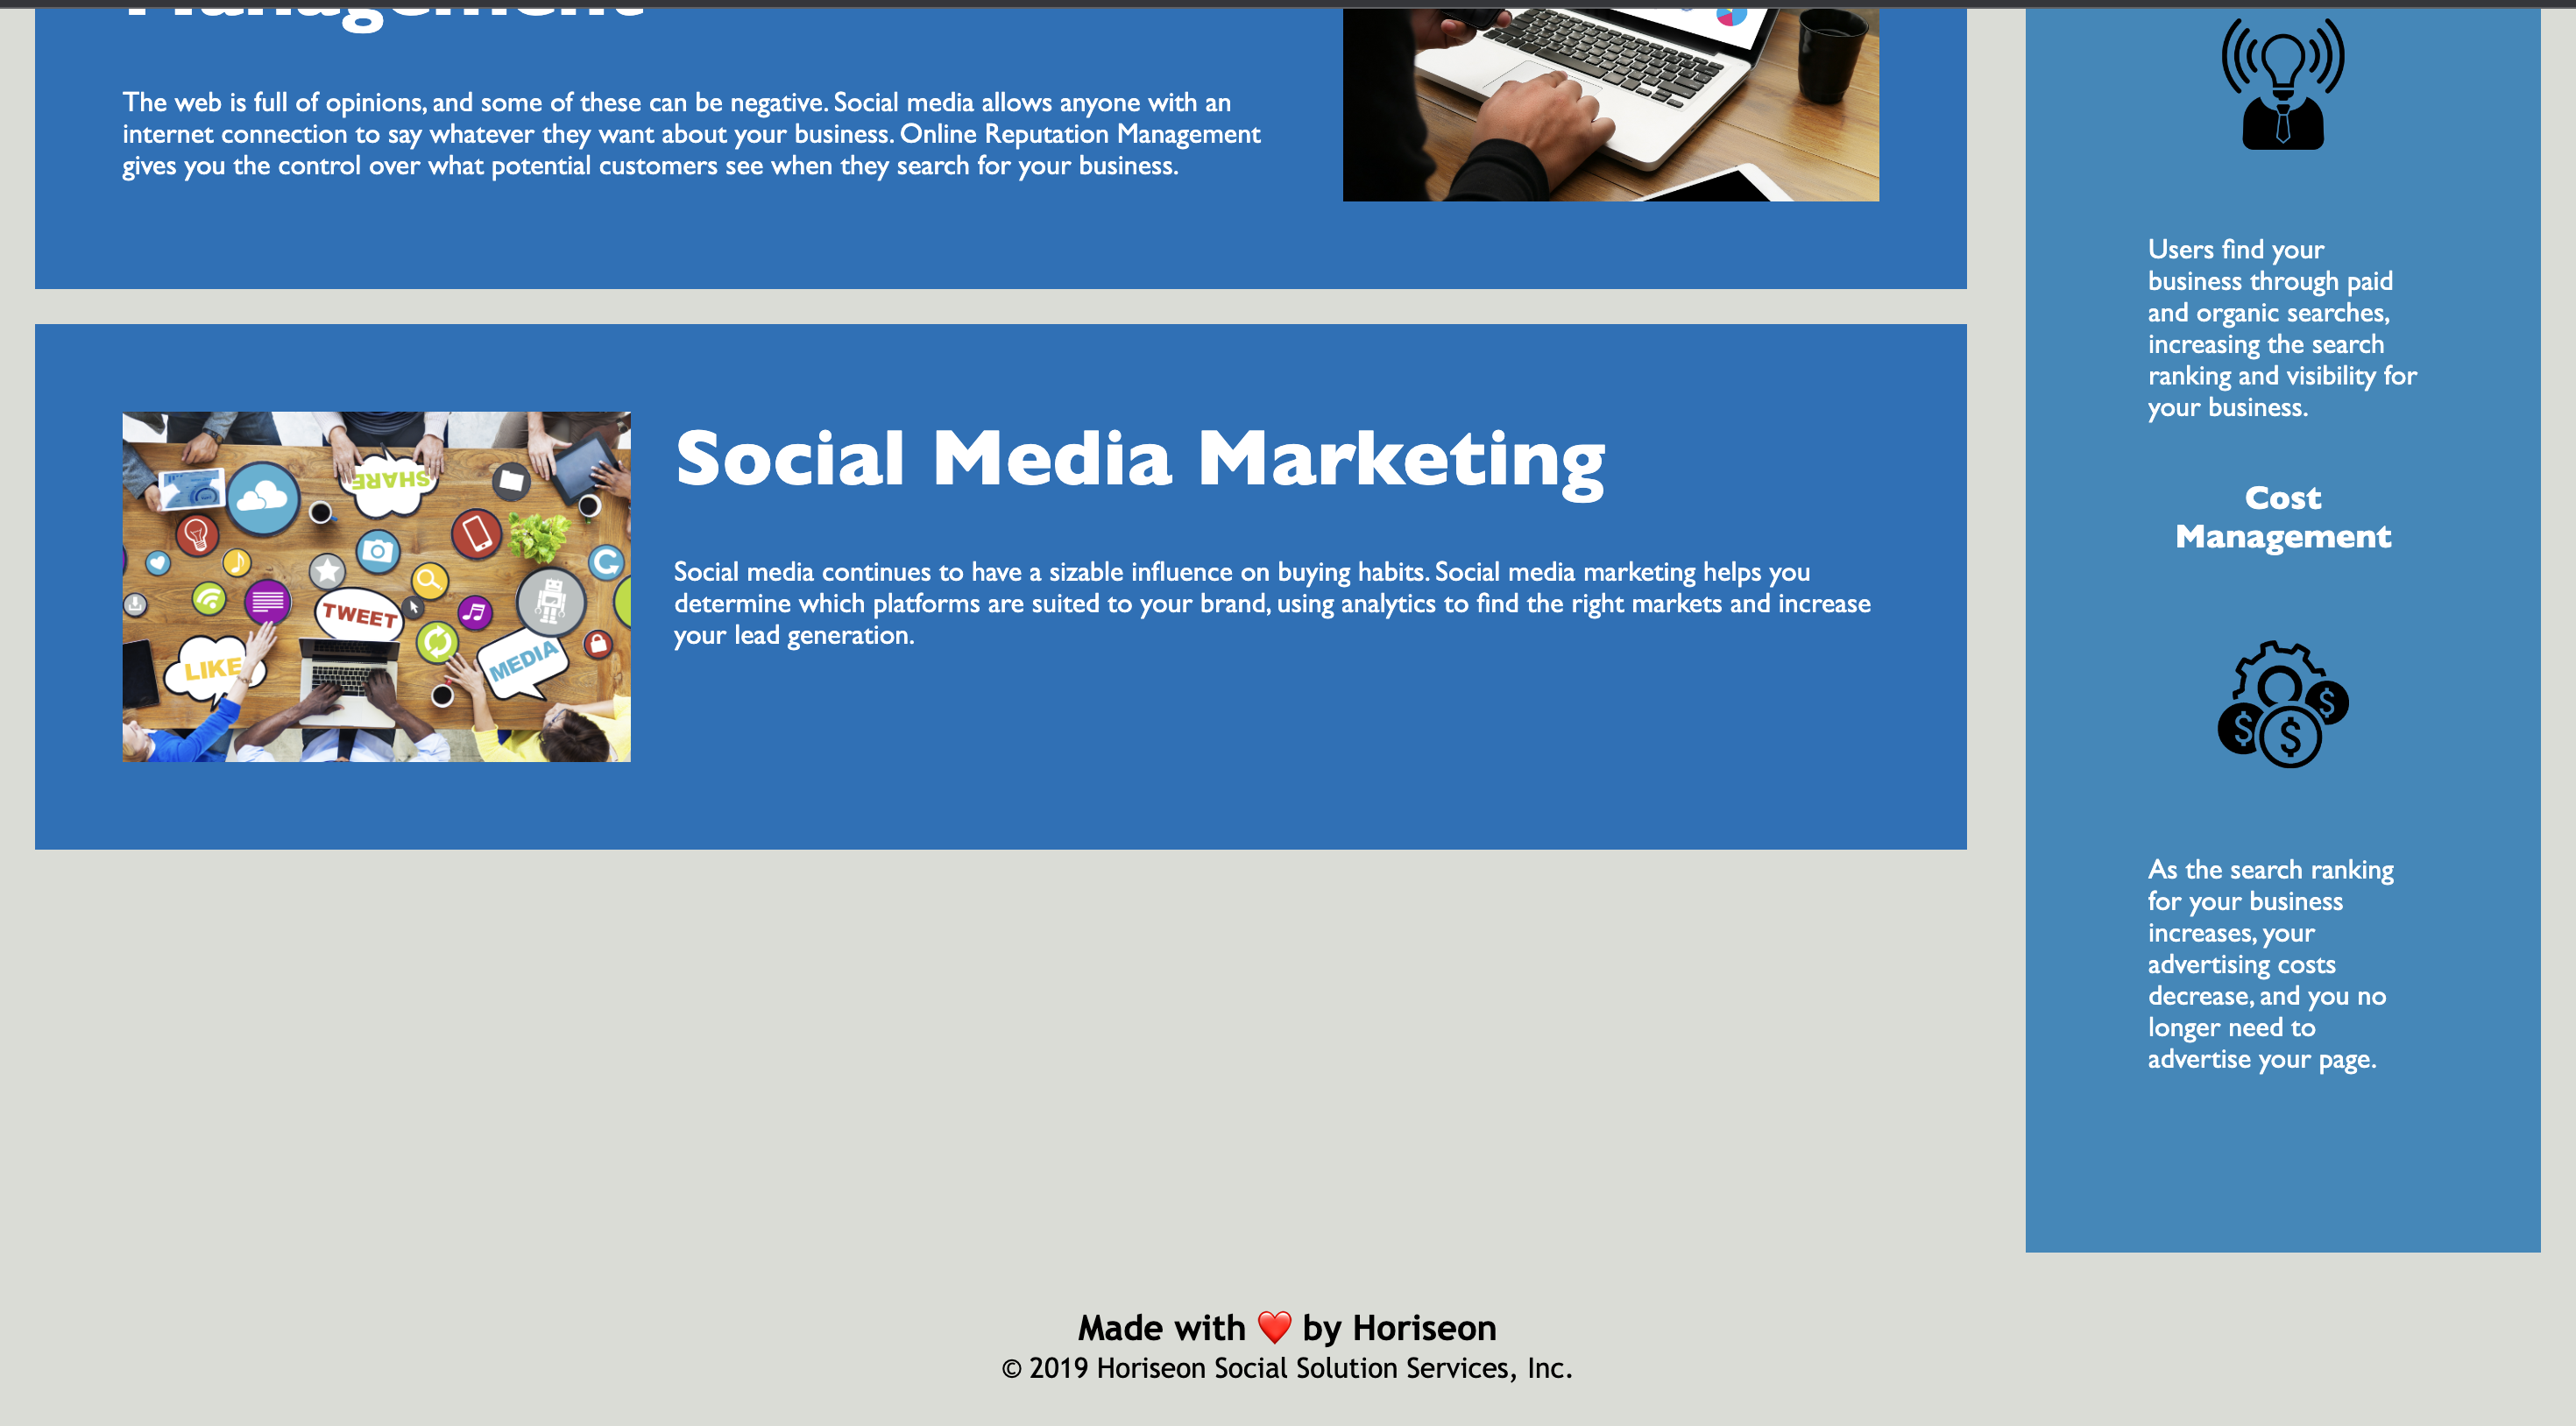 Management
The web is full of opinions, and some of these can be negative. Social media allows anyone with an
internet connection to say whatever they want about your business. Online Reputation Management
gives you the control over what potential customers see when they search for your business.
SHARE
TWEET
LIKE
MEDIA
Social Media Marketing
Social media continues to have a sizable influence on buying habits. Social media marketing helps you
determine which platforms are suited to your brand, using analytics to find the right markets and increase
your lead generation.
Users find your
business through paid
and organic searches,
increasing the search
ranking and visibility for
your business.
Cost
Management
$
$
$
As the search ranking
for your business
increases, your
advertising costs
decrease, and you no
longer need to
advertise your page.
Made with ❤️ by Horiseon
© 2019 Horiseon Social Solution Services, Inc.